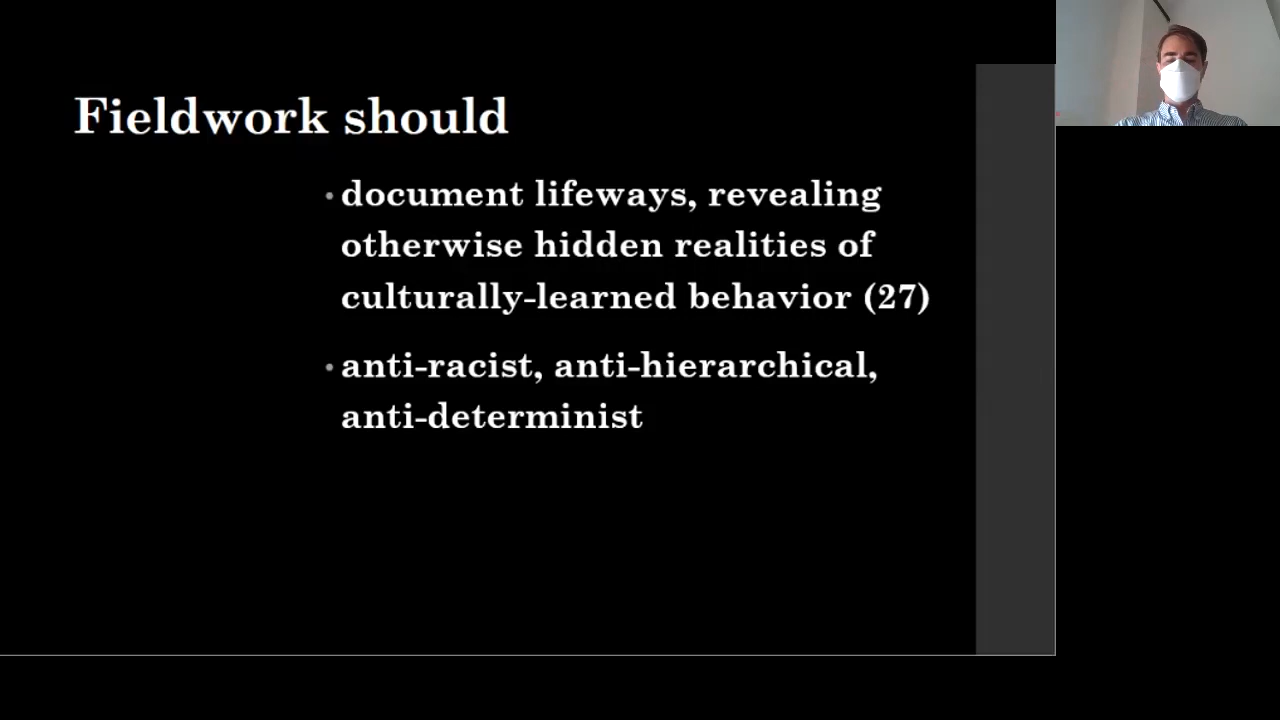 Fieldwork should
• document lifeways, revealing
otherwise hidden realities of
culturally-learned behavior (27)
• anti-racist, anti-hierarchical,
anti-determinist